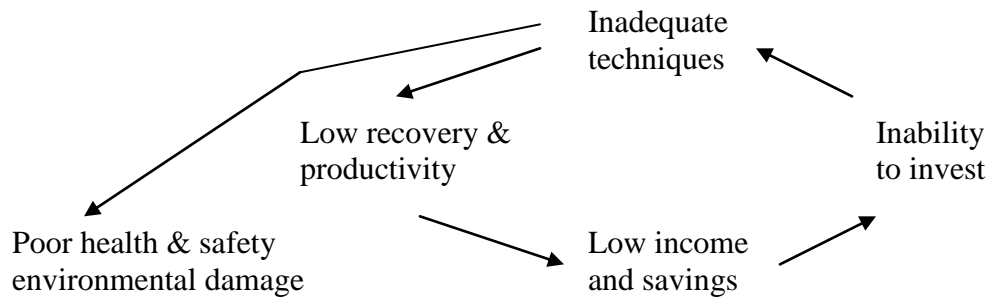 Inadequate
techniques
Low recovery &
productivity
Inability
to invest
Poor health & safety
environmental damage
Low income
and savings